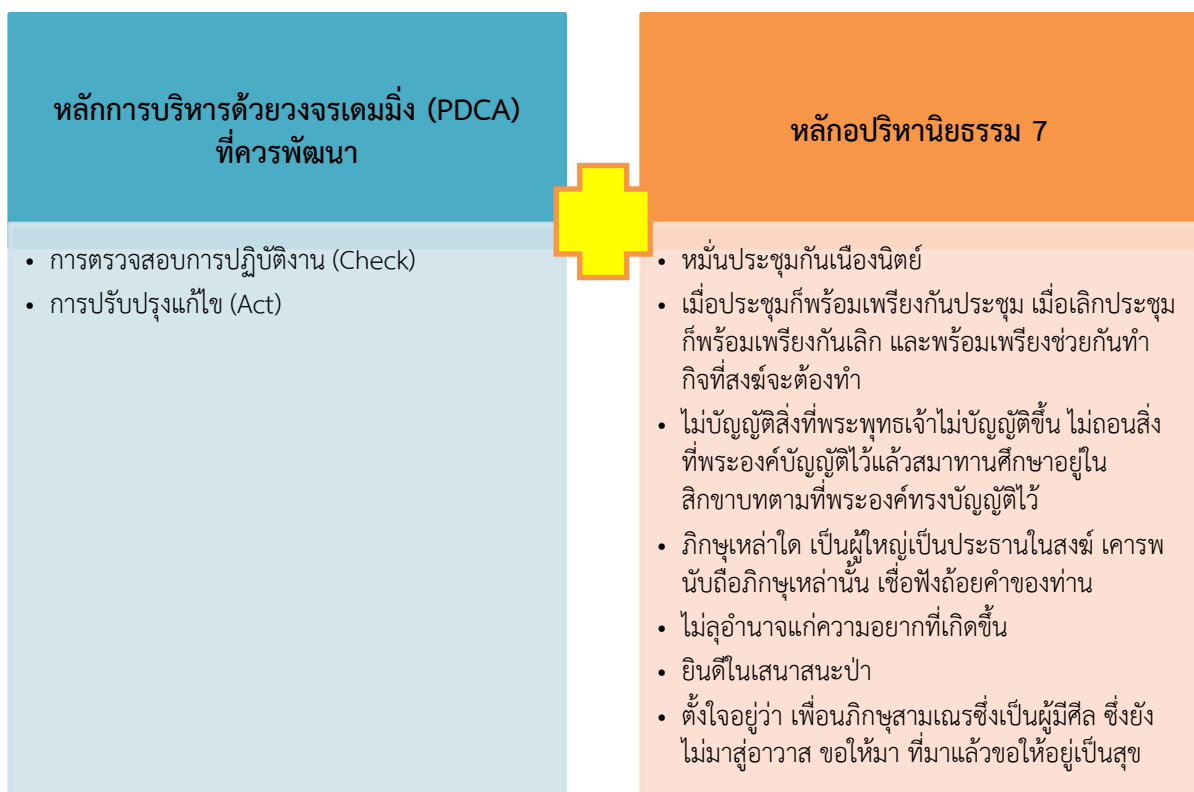 หลักการบริหารด้วยวงจรเดมมิ่ง (PDCA)
ที่ควรพัฒนา
• การตรวจสอบการปฏิบัติงาน (Check)
• การปรับปรุงแก้ไข (Act)
หลักอปริหานิยธรรม 7
• หมั่นประชุมกันเนืองนิตย์
• เมื่อประชุมก็พร้อมเพรียงกันประชุม เมื่อเลิกประชุม
ก็พร้อมเพรียงกันเลิก และพร้อมเพรียงช่วยกันทำ
กิจที่สงฆ์จะต้องทำ
• ไม่บัญญัติสิ่งที่พระพุทธเจ้าไม่บัญญัติขึ้น ไม่ถอนสิ่ง
ที่พระองค์บัญญัติไว้แล้วสมาทานศึกษาอยู่ใน
สิกขาบทตามที่พระองค์ทรงบัญญัติไว้
• ภิกษุเหล่าใด เป็นผู้ใหญ่เป็นประธานในสงฆ์ เคารพ
นับถือภิกษุเหล่านั้น เชื่อฟังถ้อยคำของท่าน
• ไม่ลุอำนาจแก่ความอยากที่เกิดขึ้น
• ยินดีในเสนาสนะป่า
• ตั้งใจอยู่ว่า เพื่อนภิกษุสามเณรซึ่งเป็นผู้มีศีล ซึ่งยัง
ไม่มาสู่อาวาส ขอให้มา ที่มาแล้วขอให้อยู่เป็นสุข